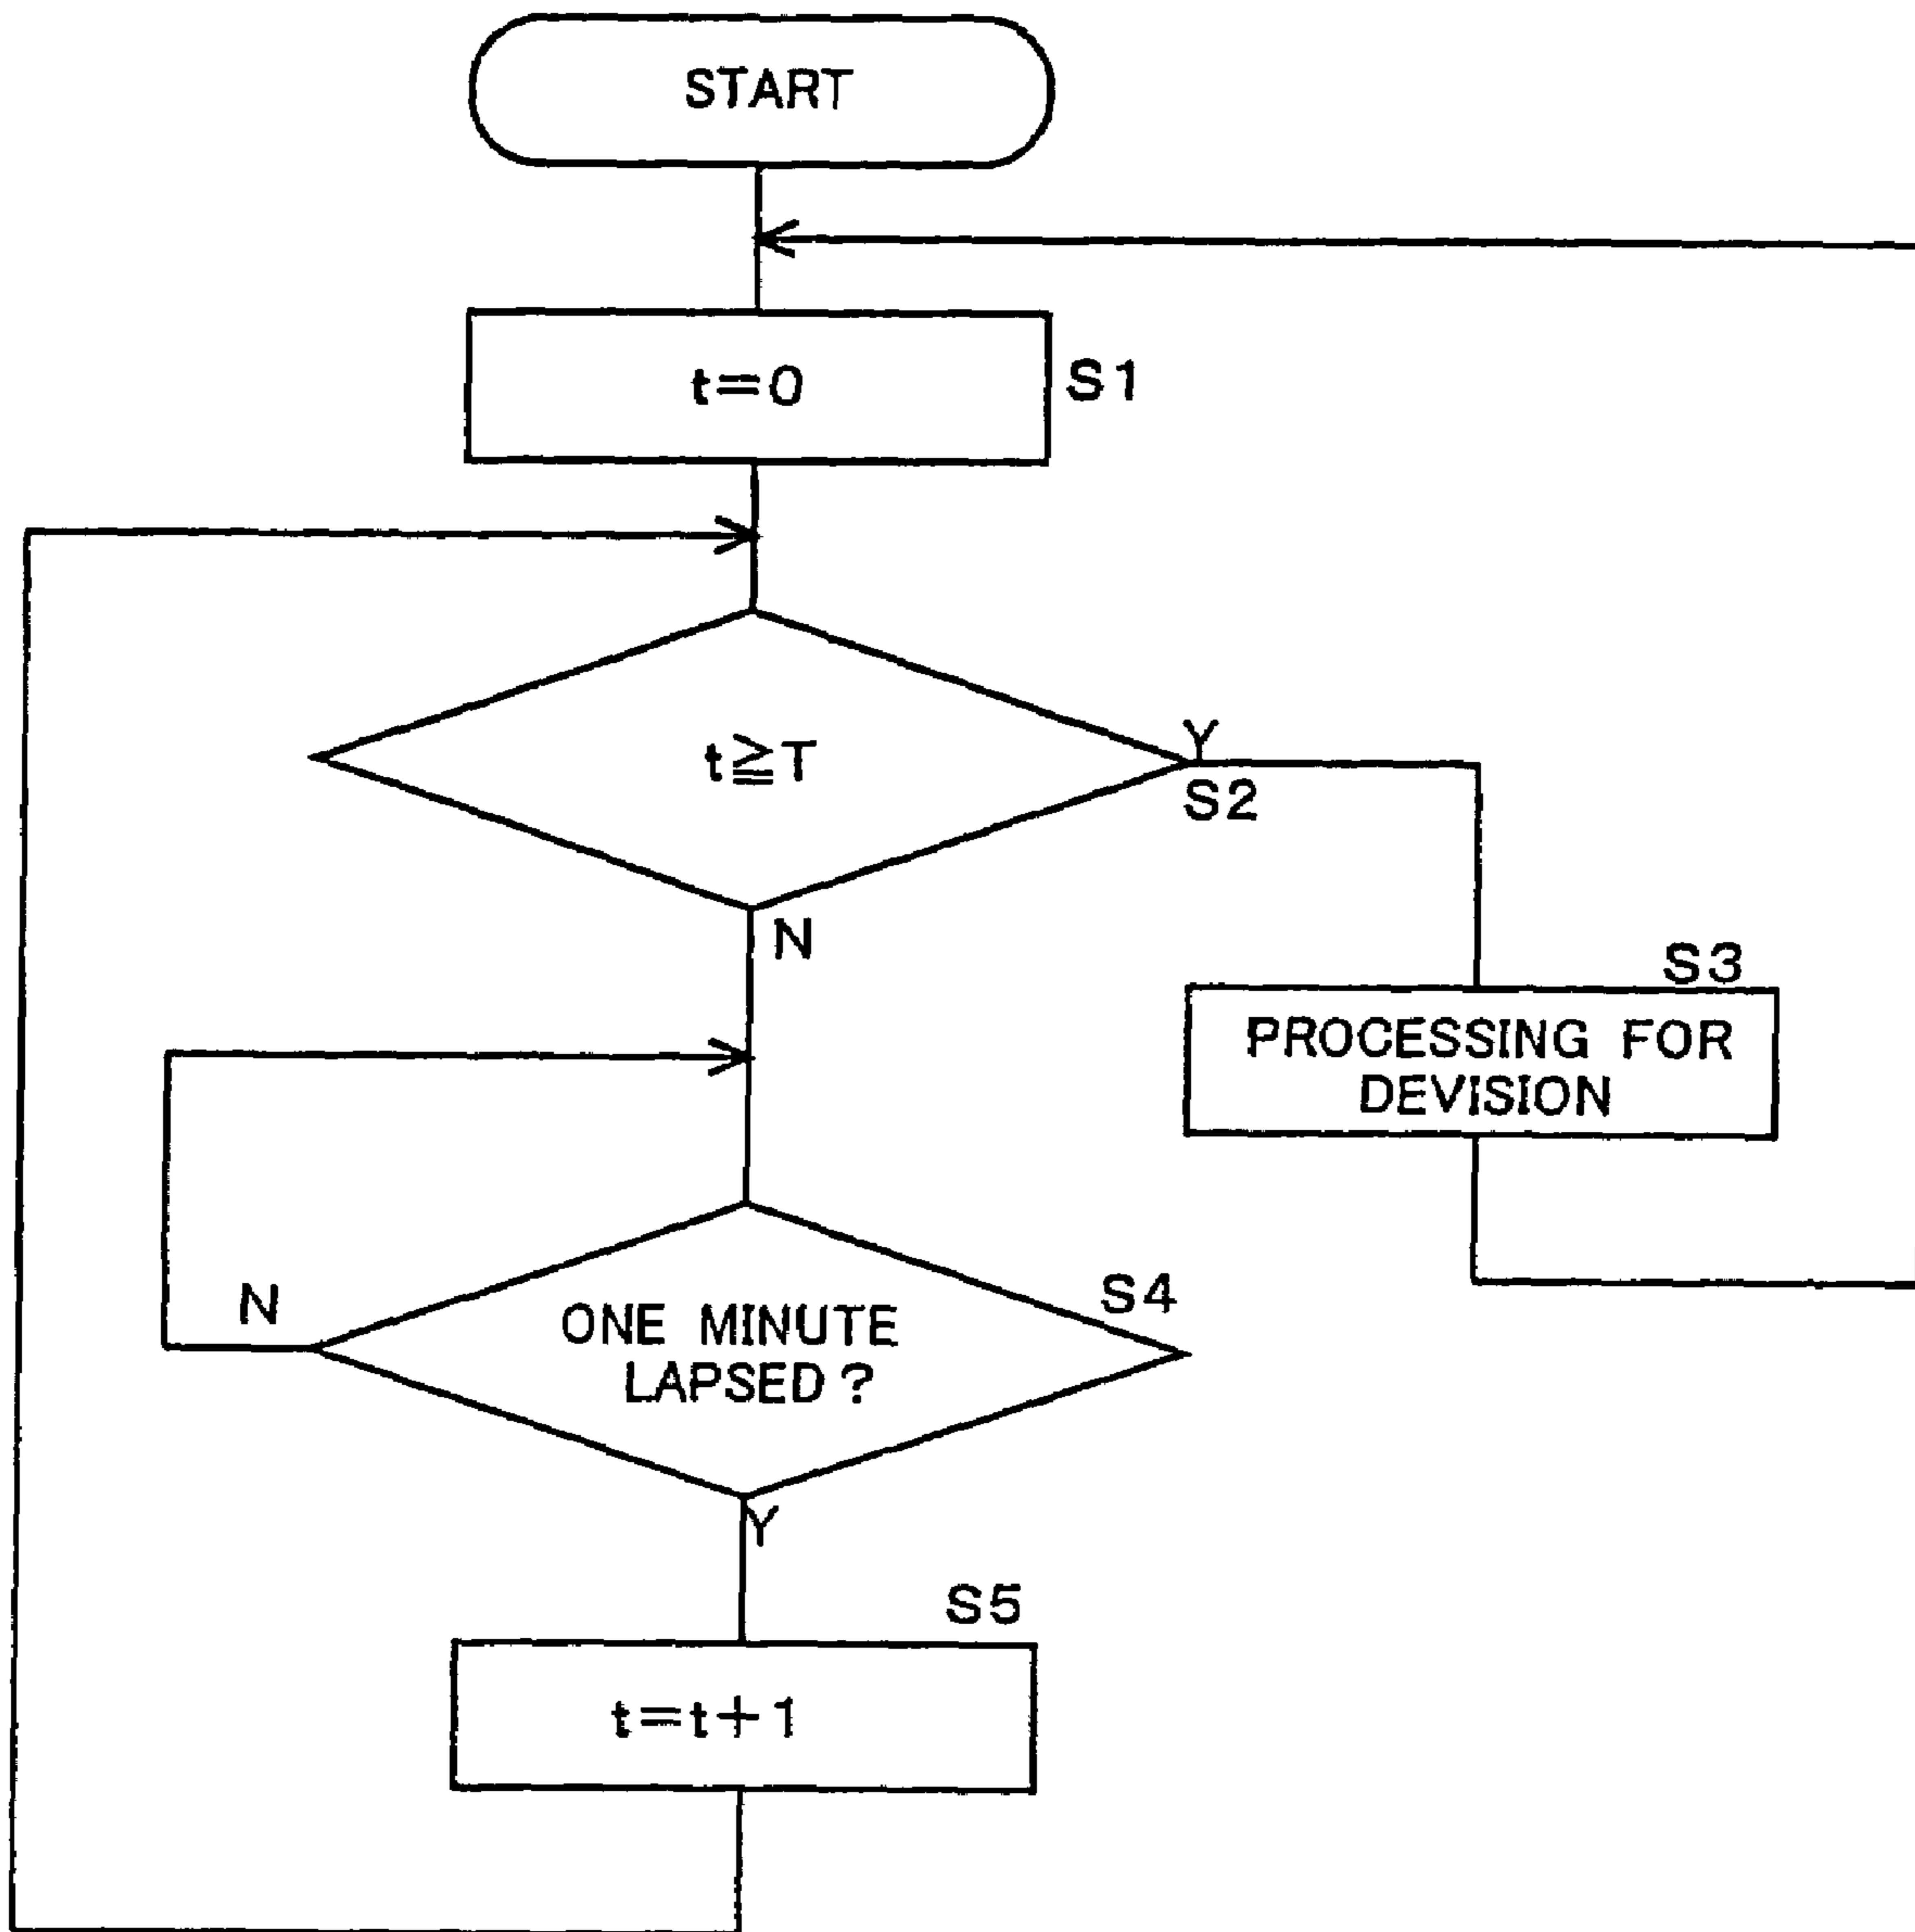 START
t=0
S1
t≧T
Y
S2
N
S3
PROCESSING FOR
DEVISION
N
ONE MINUTE
LAPSED?
S4
Y
S5
t=t+1